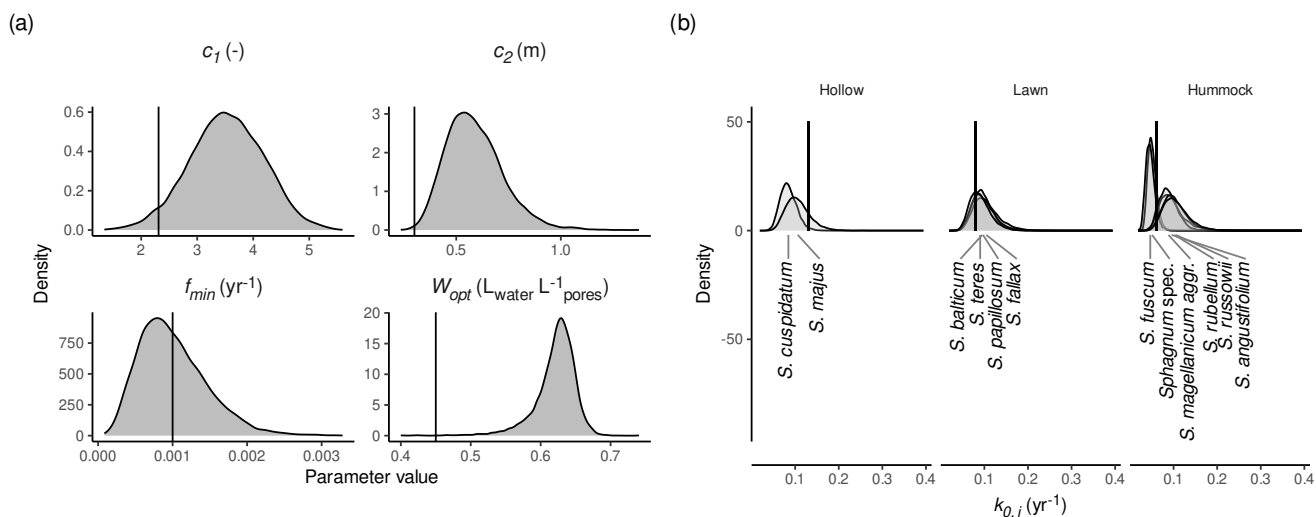 (a)
c1 (-)
c2 (m)
0.6
0.4
0.2
0.0
2 3 4 5
3
2
1
0
0.5 1.0
Density
fmin (yr-1)
Wopt (Lwater L-1pores)
750
500
250
0
0.000 0.001 0.002 0.003
20
15
10
5
0
0.4 0.5 0.6 0.7
Parameter value
(b)
Hollow Lawn Hummock
50
0
-50
Density
S. cuspidatum
S. majus
S. balticum
S. teres
S. papillosum
S. fallax
S. fuscum
Sphagnum spec.
S. magellanicum aggr.
S. rubellum
S. russowii
S. angustifolium
0.1 0.2 0.3 0.4 0.1 0.2 0.3 0.4 0.1 0.2 0.3 0.4
k0, i (yr-1)